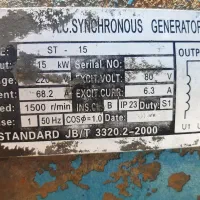 A.C.SYNCHRONOUS GENERATOR
ST - 15 OUTPUT
15 kW Serial No.
220 EXCIT.VOLT. 80 V
68.2 A EXCIT CURR. 6.3 A
1500 r/min INS.CL B IP 23 Duty S1
1 50 Hz COSϕ=1.0
STANDARD JB/T 3320.2-2000 U1